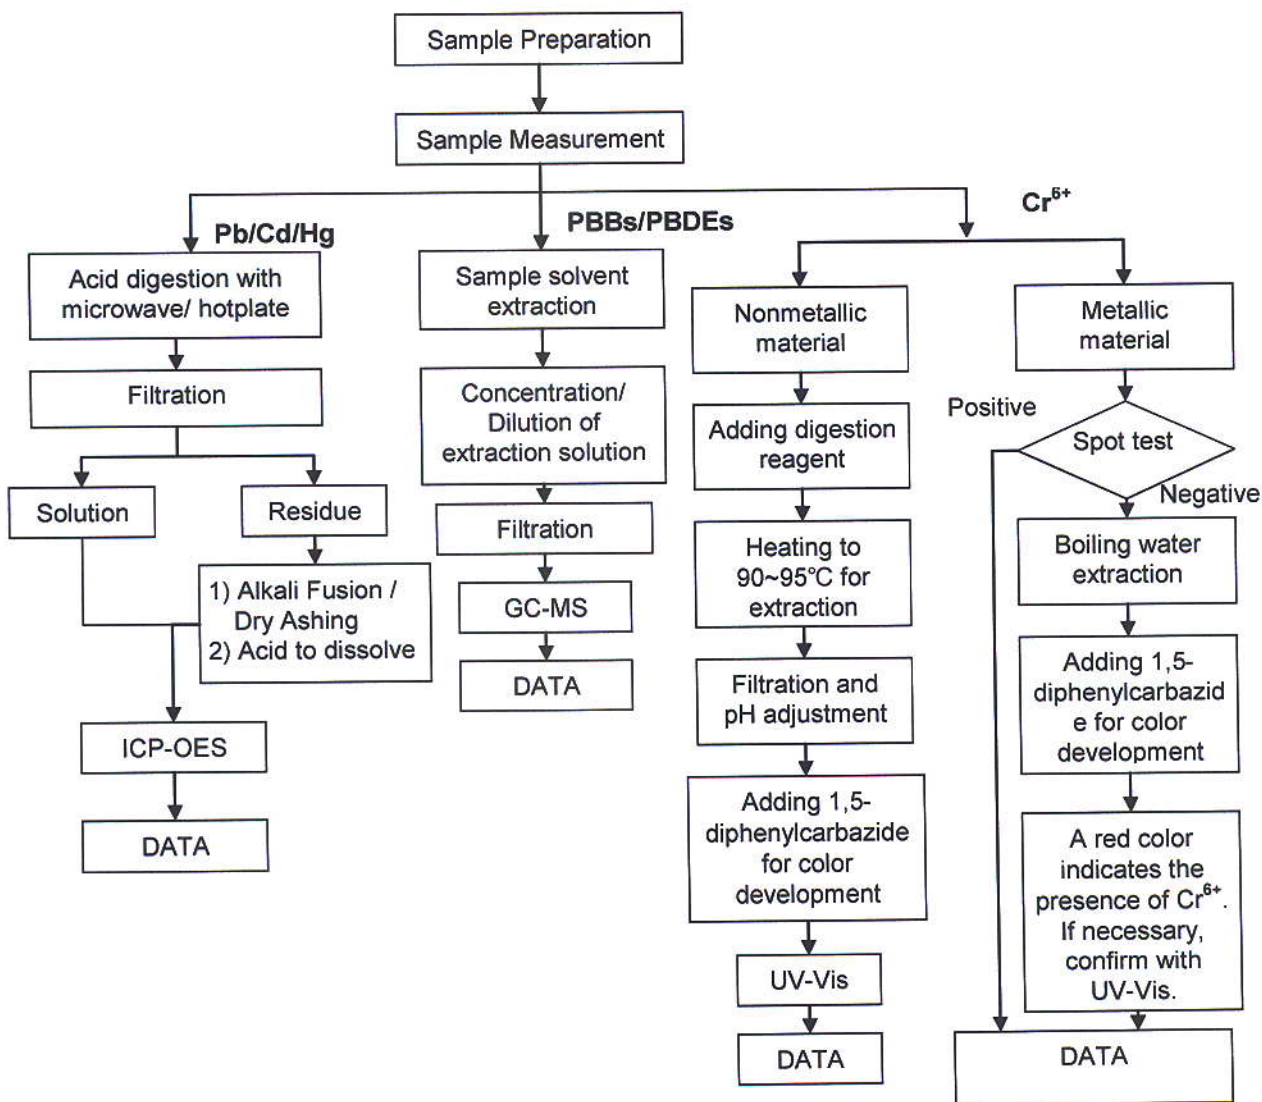 Sample Preparation
Sample Measurement
Pb/Cd/Hg
PBBs/PBDEs
Cr⁶⁺
Acid digestion with
microwave/ hotplate
Filtration
Solution
Residue
1) Alkali Fusion /
Dry Ashing
2) Acid to dissolve
ICP-OES
DATA
Sample solvent
extraction
Concentration/
Dilution of
extraction solution
Filtration
GC-MS
DATA
Nonmetallic
material
Adding digestion
reagent
Heating to
90~95℃ for
extraction
Filtration and
pH adjustment
Adding 1,5-
diphenylcarbazide
for color
development
UV-Vis
DATA
Metallic
material
Positive
Spot test
Negative
Boiling water
extraction
Adding 1,5-
diphenylcarbazid
e for color
development
A red color
indicates the
presence of Cr⁶⁺.
If necessary,
confirm with
UV-Vis.
DATA